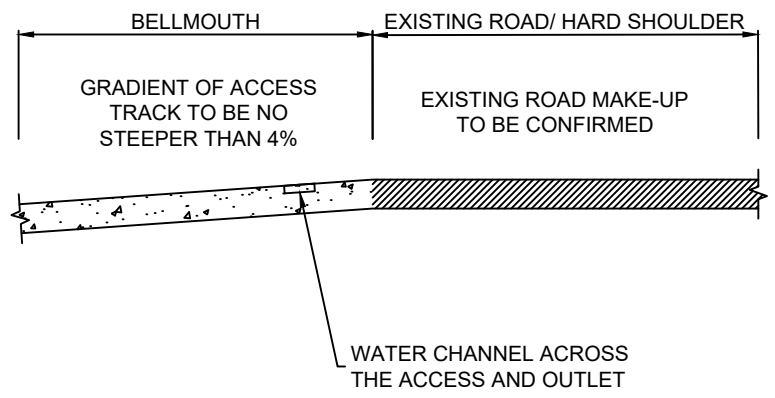 BELLMOUTH
EXISTING ROAD/ HARD SHOULDER
GRADIENT OF ACCESS
TRACK TO BE NO
STEEPER THAN 4%
EXISTING ROAD MAKE-UP
TO BE CONFIRMED
WATER CHANNEL ACROSS
THE ACCESS AND OUTLET